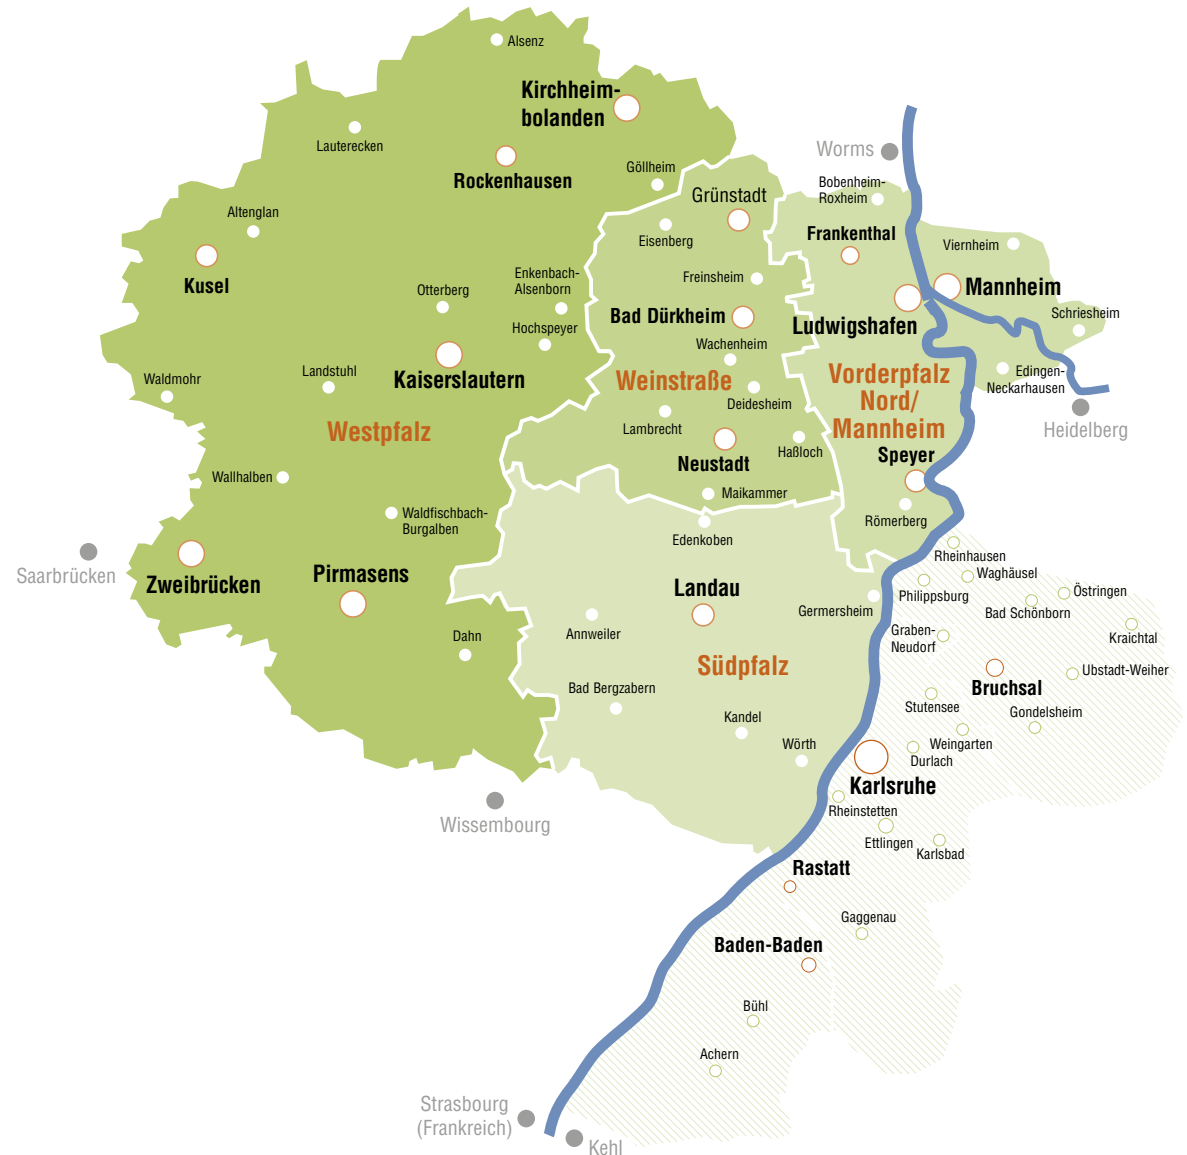 Alsenz
Kirchheim-
bolanden
Lauterecken
Rockenhausen
Göllheim
Worms
Bobenheim-
Roxheim
Grünstadt
Altenglan
Eisenberg
Frankenthal
Viernheim
Kusel
Freinsheim
Enkenbach-
Alsenborn
Otterberg
Mannheim
Hochspeyer
Bad Dürkheim
Ludwigshafen
Schriesheim
Wachenheim
Waldmohr
Landstuhl
Kaiserslautern
Weinstraße
Vorderpfalz
Nord/
Mannheim
Edingen-
Neckarhausen
Deidesheim
Westpfalz
Lambrecht
Heidelberg
Neustadt
Haßloch
Speyer
Wallhalben
Maikammer
Waldfischbach-
Burgalben
Römerberg
Edenkoben
Saarbrücken
Zweibrücken
Pirmasens
Landau
Rheinhausen
Waghäusel
Philippsburg
Östringen
Bad Schönborn
Germersheim
Annweiler
Dahn
Graben-
Neudorf
Kraichtal
Südpfalz
Ubstadt-Weiher
Bruchsal
Bad Bergzabern
Stutensee
Gondelsheim
Kandel
Wörth
Weingarten
Durlach
Karlsruhe
Wissembourg
Rheinstetten
Ettlingen
Karlsbad
Rastatt
Gaggenau
Baden-Baden
Bühl
Achern
Strasbourg
(Frankreich)
Kehl